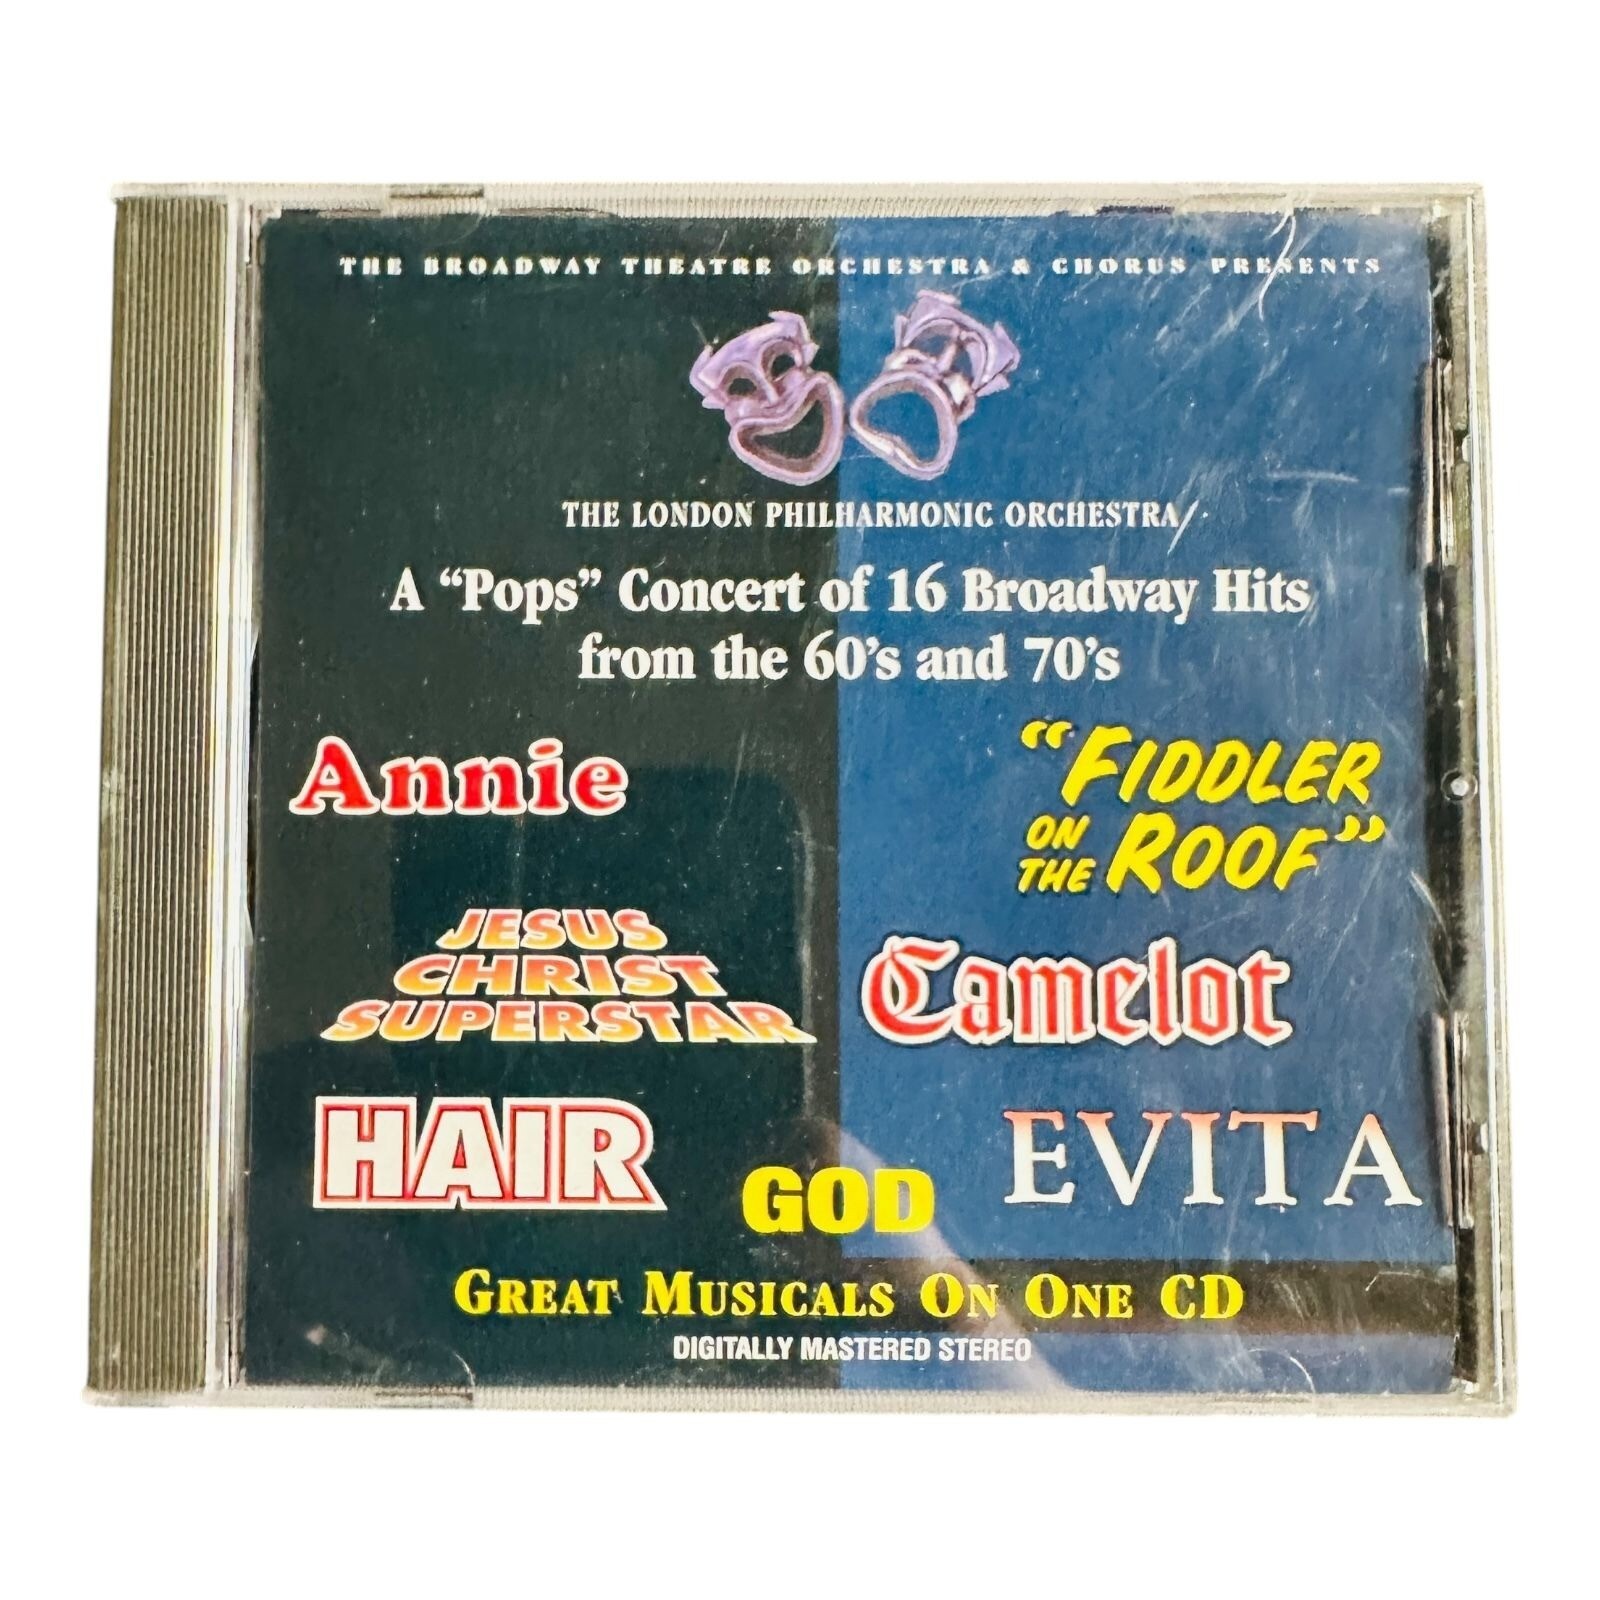 THE BROADWAY THEATRE ORCHESTRA & CHORUS PRESENTS
THE LONDON PHILHARMONIC ORCHESTRA
A “Pops” Concert of 16 Broadway Hits
from the 60’s and 70’s
Annie
“FIDDLER
ON
THE ROOF”
JESUS
CHRIST
SUPERSTAR
Camelot
HAIR
GOD
EVITA
GREAT MUSICALS ON ONE CD
DIGITALLY MASTERED STEREO